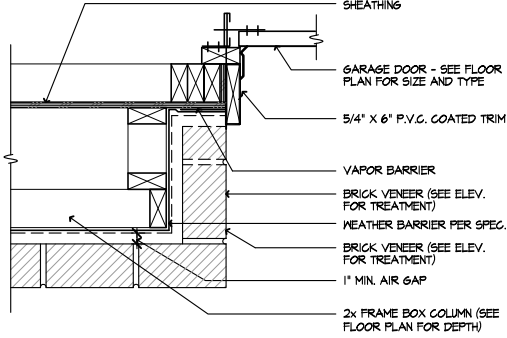 SHEATHING
GARAGE DOOR - SEE FLOOR
PLAN FOR SIZE AND TYPE
5/4" X 6" P.V.C. COATED TRIM
VAPOR BARRIER
BRICK VENEER (SEE ELEV.
FOR TREATMENT)
WEATHER BARRIER PER SPEC.
BRICK VENEER (SEE ELEV.
FOR TREATMENT)
1" MIN. AIR GAP
2x FRAME BOX COLUMN (SEE
FLOOR PLAN FOR DEPTH)